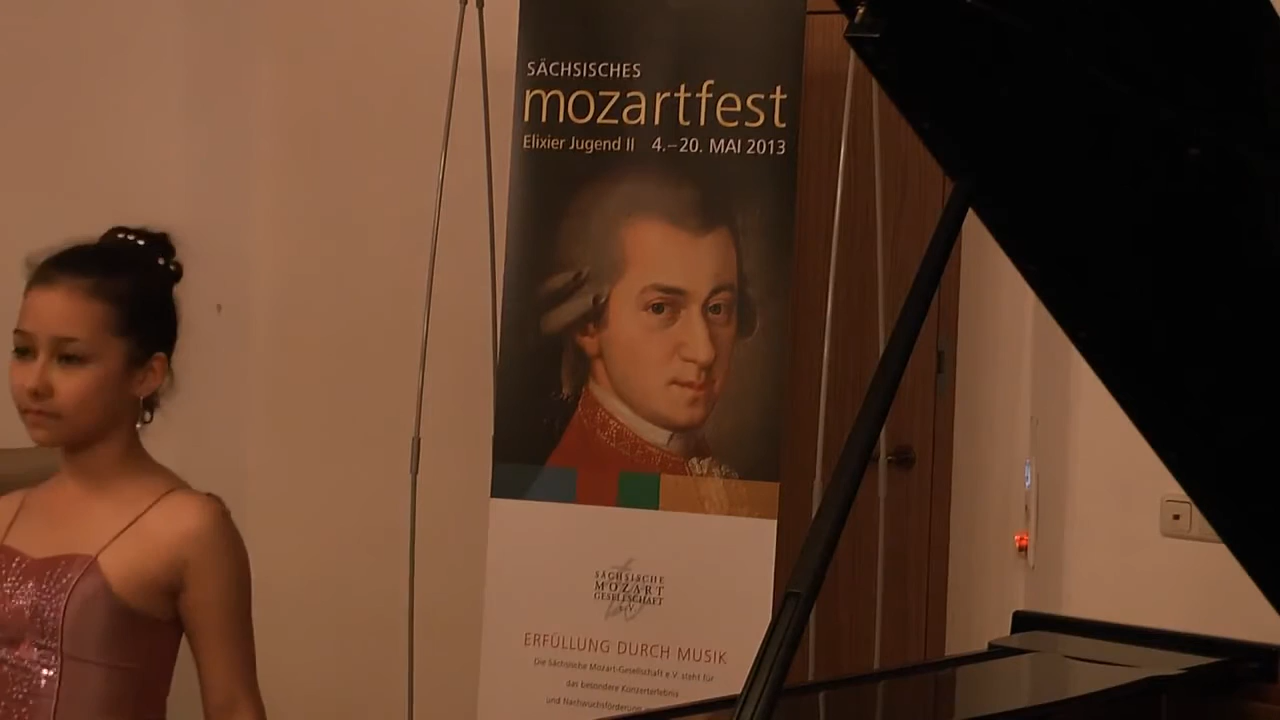 SÄCHSISCHES
mozartfest
Elixier Jugend II 4.–20. MAI 2013
SÄCHSISCHE
MOZART
GESELLSCHAFT
e.V.
ERFÜLLUNG DURCH MUSIK
Die Sächsische Mozart-Gesellschaft e.V. steht für
das besondere Konzerterlebnis
und Nachwuchsförderung